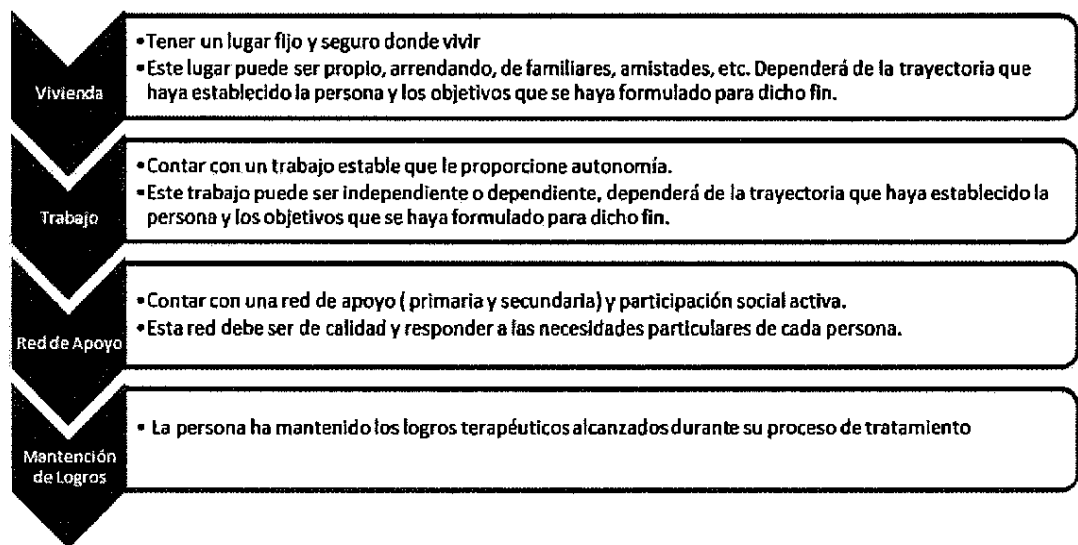 Vivienda
•Tener un lugar fijo y seguro donde vivir
•Este lugar puede ser propio, arrendando, de familiares, amistades, etc. Dependerá de la trayectoria que
haya establecido la persona y los objetivos que se haya formulado para dicho fin.
Trabajo
•Contar con un trabajo estable que le proporcione autonomía.
•Este trabajo puede ser independiente o dependiente, dependerá de la trayectoria que haya establecido la
persona y los objetivos que se haya formulado para dicho fin.
Red de Apoyo
•Contar con una red de apoyo ( primaria y secundaria) y participación social activa.
•Esta red debe ser de calidad y responder a las necesidades particulares de cada persona.
Mantención
de Logros
• La persona ha mantenido los logros terapéuticos alcanzados durante su proceso de tratamiento